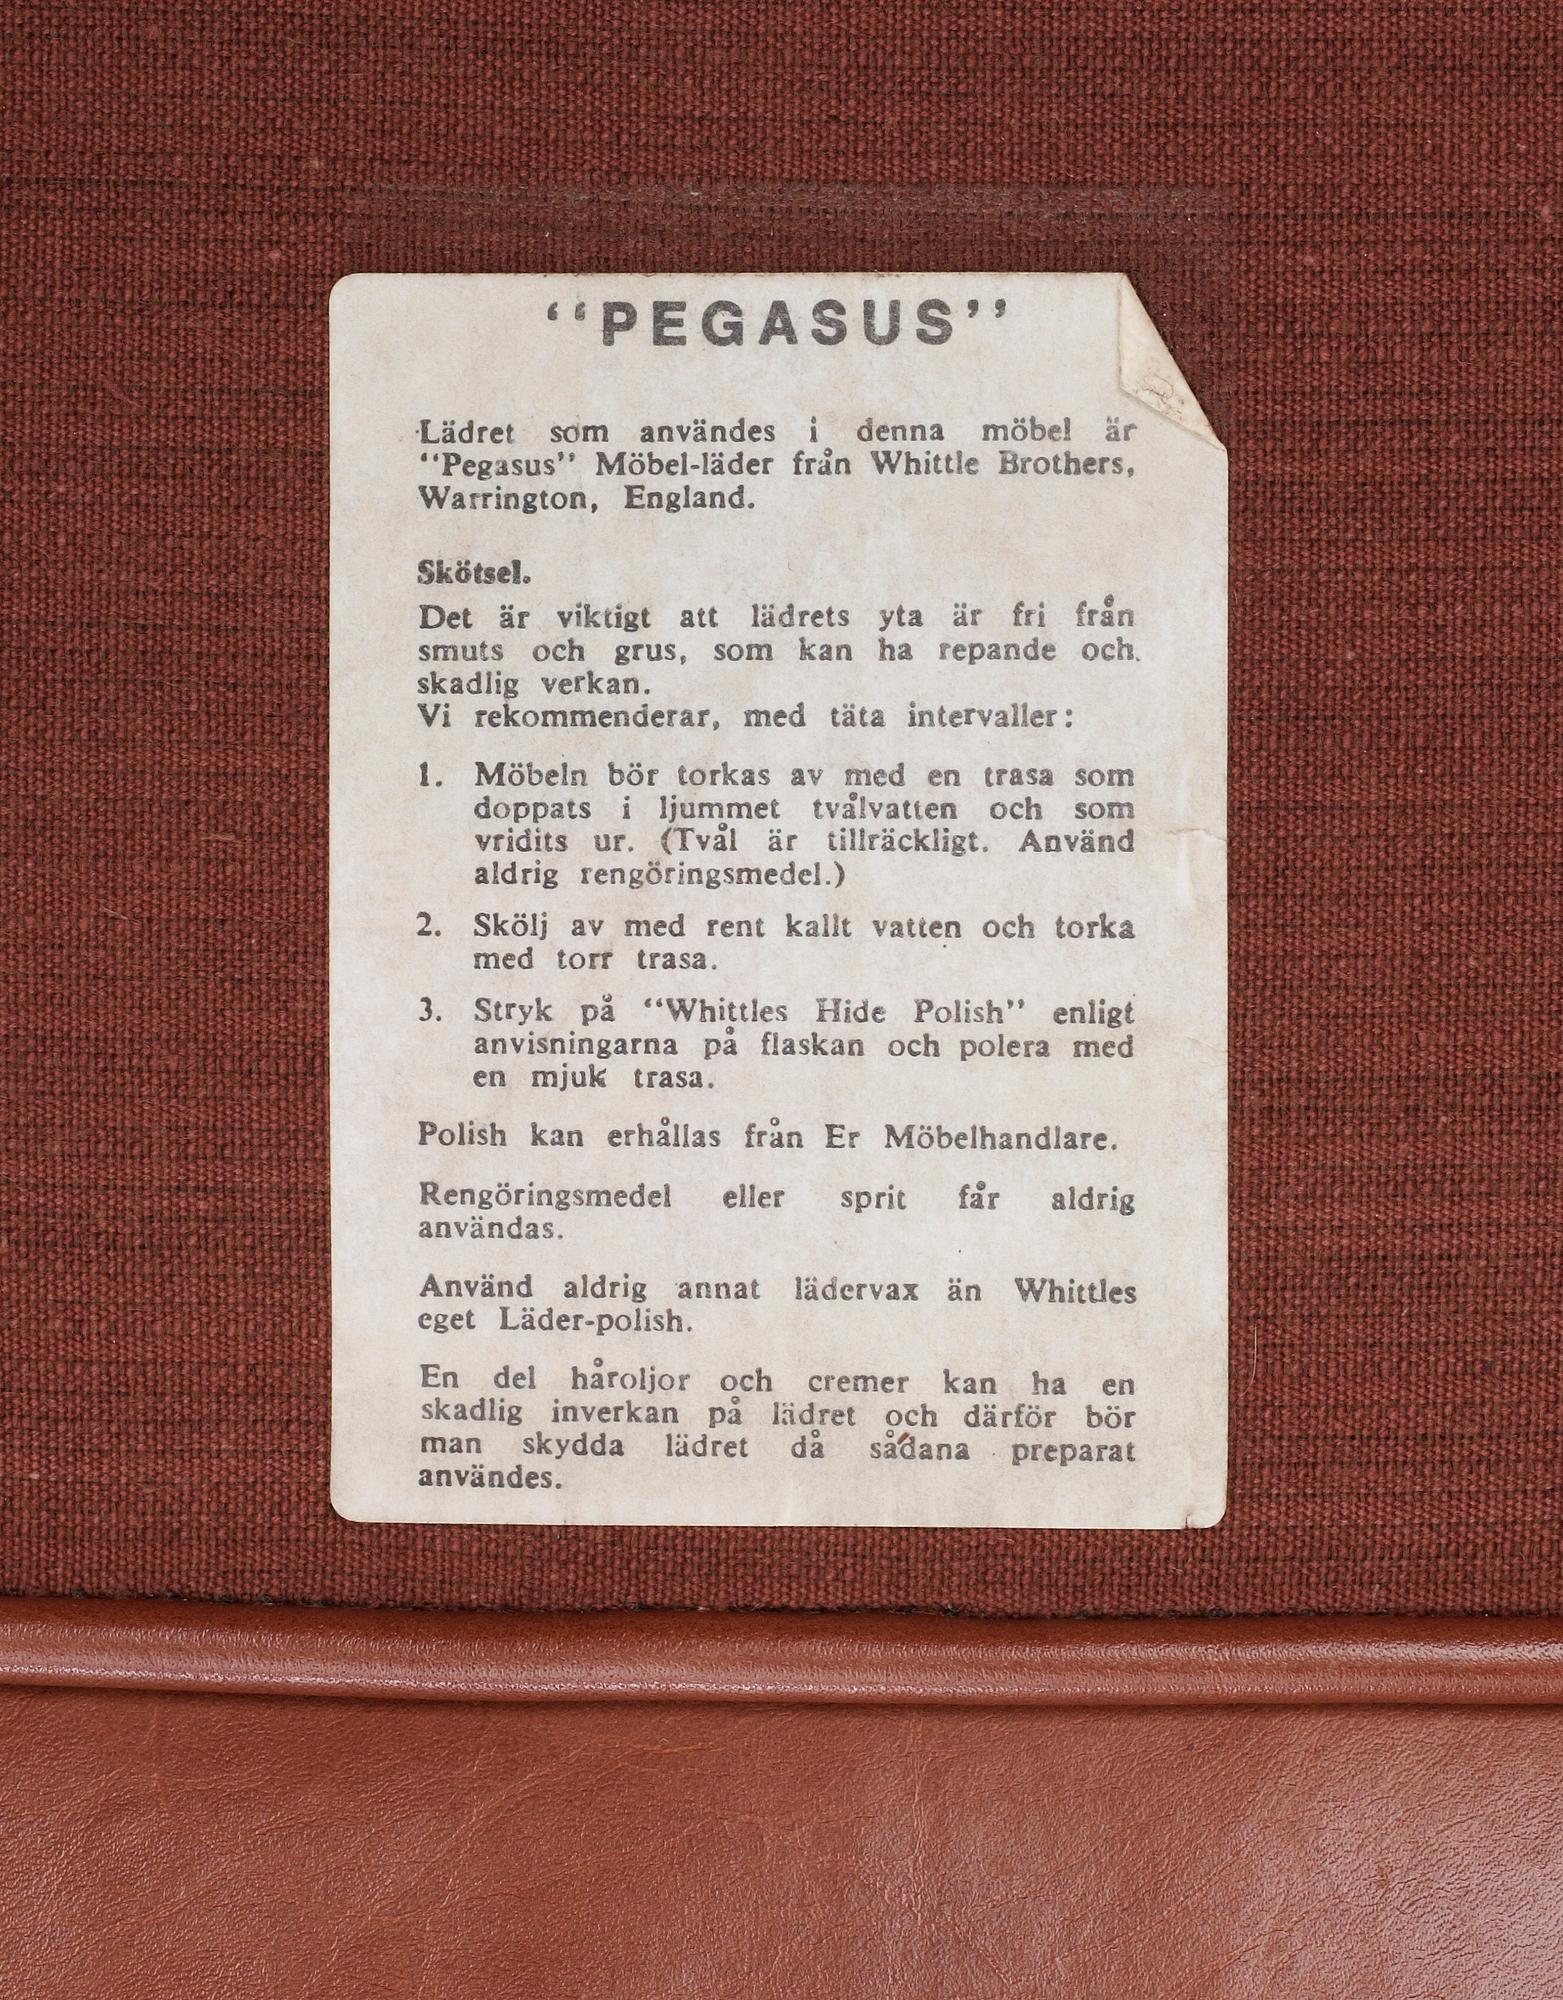 “PEGASUS”
Lädret som användes i denna möbel är
“Pegasus” Möbel-läder från Whittle Brothers,
Warrington, England.
Skötsel.
Det är viktigt att lädrets yta är fri från
smuts och grus, som kan ha repande och
skadlig verkan.
Vi rekommenderar, med täta intervaller:
1. Möbeln bör torkas av med en trasa som
doppats i ljummet tvålvatten och som
vridits ur. (Tvål är tillräckligt. Använd
aldrig rengöringsmedel.)
2. Skölj av med rent kallt vatten och torka
med torr trasa.
3. Stryk på “Whittles Hide Polish” enligt
anvisningarna på flaskan och polera med
en mjuk trasa.
Polish kan erhållas från Er Möbelhandlare.
Rengöringsmedel eller sprit får aldrig
användas.
Använd aldrig annat lädervax än Whittles
eget Läder-polish.
En del håroljor och cremer kan ha en
skadlig inverkan på lädret och därför bör
man skydda lädret då sådana preparat
användes.